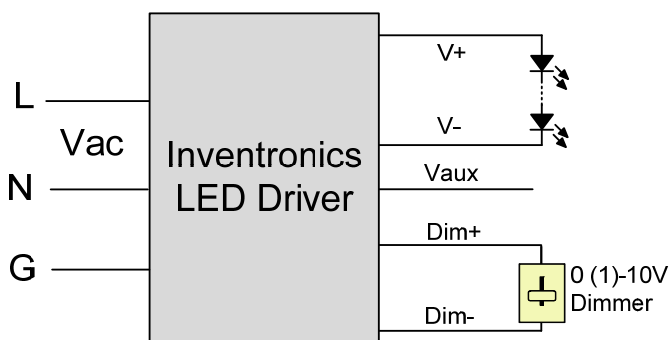 L
Vac
N
G
Inventronics
LED Driver
V+
V-
Vaux
Dim+
Dim-
0 (1)-10V
Dimmer